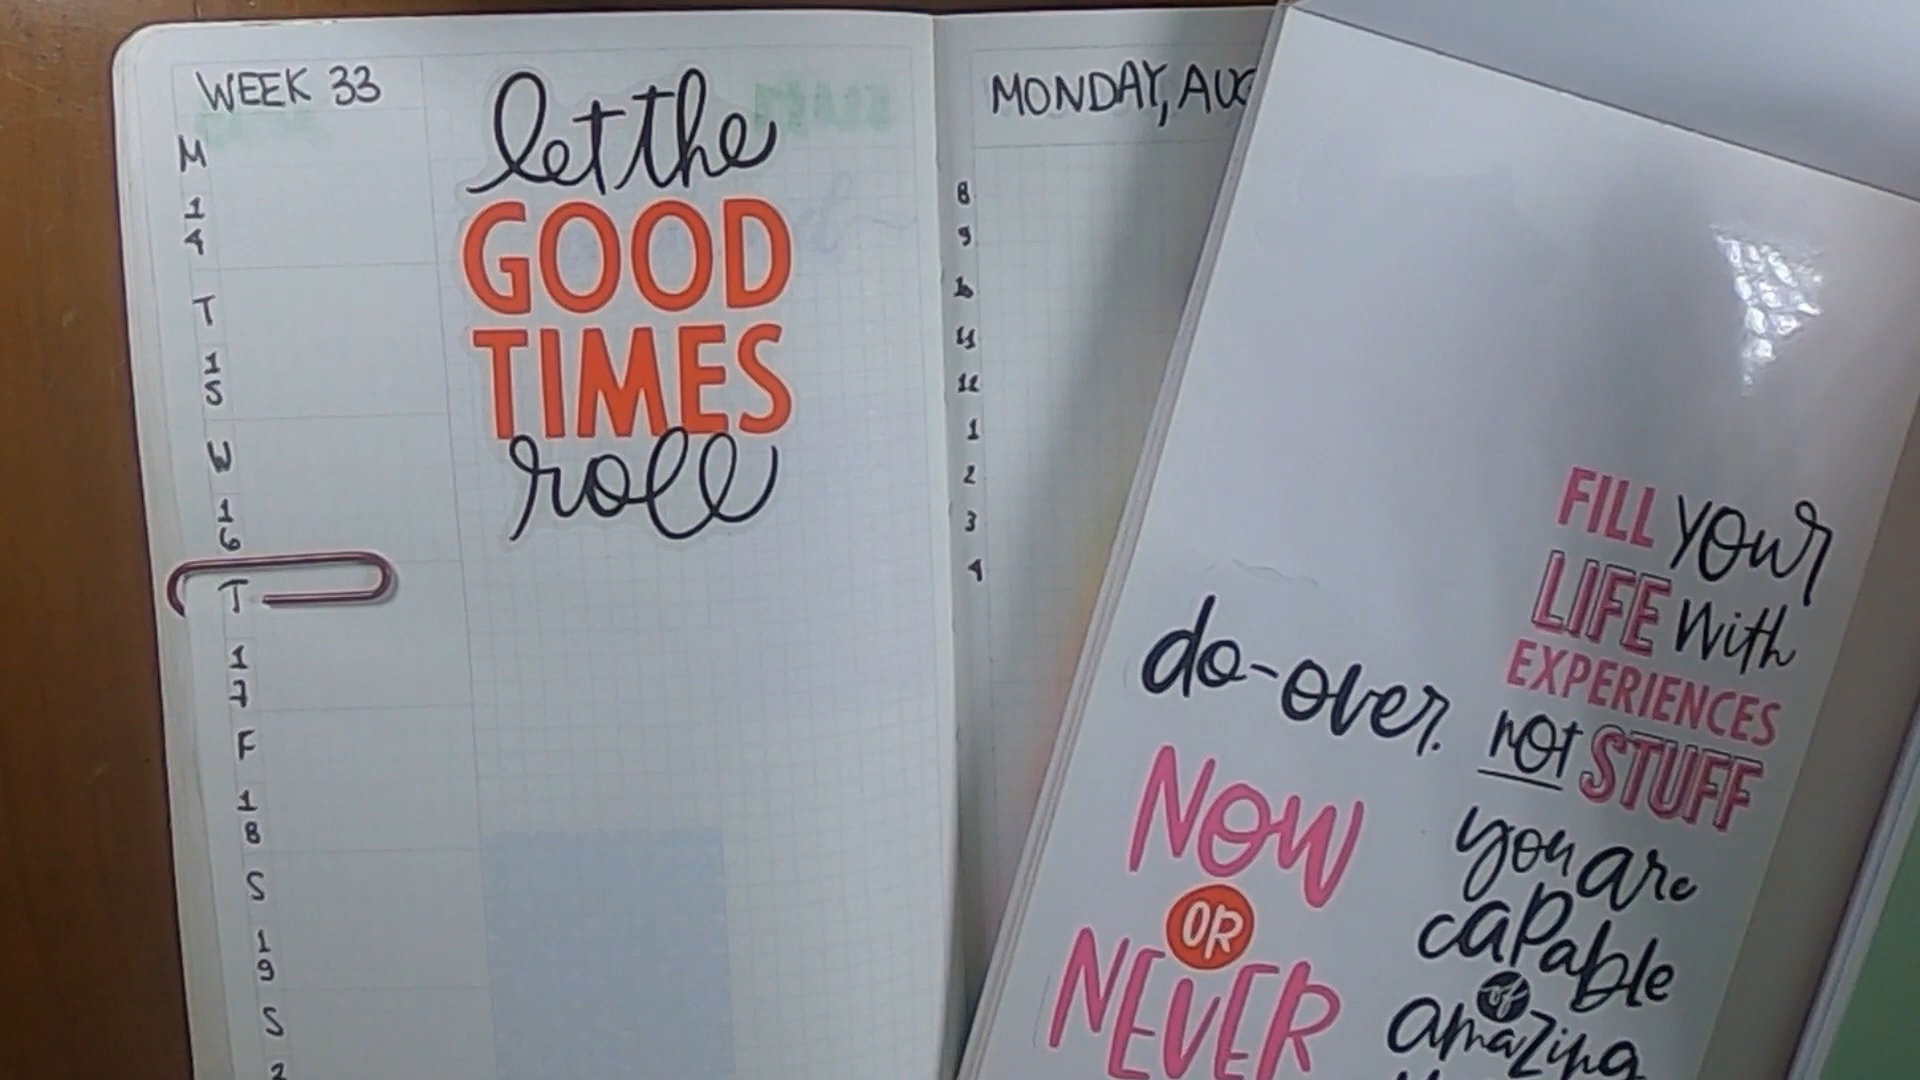 WEEK 33
M
14
T
15
W
16
T
17
F
18
S
19
S
2
let the
GOOD
TIMES
roll
MONDAY, AUG
8
9
10
11
12
1
2
3
4
do-over.
NOW
OR
NEVER
FILL your
LIFE with
EXPERIENCES
not STUFF
you are
capable
of
amazing